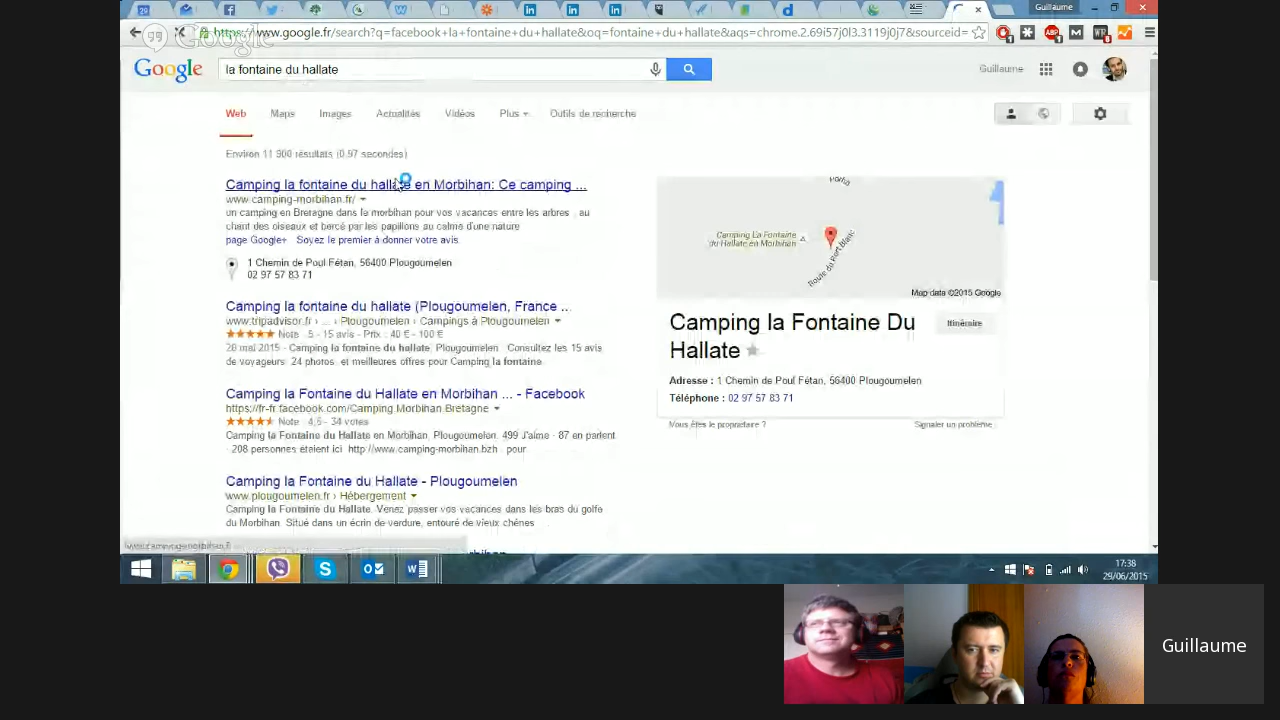 Guillaume
https://www.google.fr/search?q=facebook+la+fontaine+du+hallate&oq=fontaine+du+hallate&aqs=chrome.2.69i57j0l3.3119j0j7&sourceid=
Google
Google
la fontaine du hallate
Guillaume
Web Maps Images Actualités Vidéos Plus Outils de recherche
Environ 11 900 résultats (0,97 secondes)
Camping la fontaine du hallate en Morbihan: Ce camping ...
www.camping-morbihan.fr/
un camping en Bretagne dans le morbihan pour vos vacances entre les arbres , au
chant des oiseaux et bercé par les papillons au calme d'une nature
page Google+ Soyez le premier à donner votre avis
1 Chemin de Poul Fétan, 56400 Plougoumelen
02 97 57 83 71
Camping la fontaine du hallate (Plougoumelen, France ...
www.tripadvisor.fr › ... › Plougoumelen › Campings à Plougoumelen
Note : 5 - 15 avis - Prix : 40 € - 100 €
20 mai 2015 - Camping la fontaine du hallate, Plougoumelen : Consultez les 15 avis
de voyageurs, 24 photos, et meilleures offres pour Camping la fontaine
Camping la Fontaine du Hallate en Morbihan ... - Facebook
https://fr-fr.facebook.com/Camping.Morbihan.Bretagne
Note : 4,6 - 34 votes
Camping la Fontaine du Hallate en Morbihan, Plougoumelen. 499 J'aime · 87 en parlent
· 208 personnes étaient ici. http://www.camping-morbihan.bzh pour
Camping la Fontaine du Hallate - Plougoumelen
www.plougoumelen.fr › Hébergement
Camping la Fontaine du Hallate. Venez passer vos vacances dans les bras du golfe
du Morbihan. Situé dans un écrin de verdure, entouré de vieux chênes
Camping La Fontaine
du Hallate en Morbihan
Route de Port Blanc
Map data ©2015 Google
Camping la Fontaine Du
Hallate
Itinéraire
Adresse : 1 Chemin de Poul Fétan, 56400 Plougoumelen
Téléphone : 02 97 57 83 71
Vous êtes le propriétaire ? Signaler un problème
www.camping-morbihan.fr
17:38
29/06/2015
Guillaume